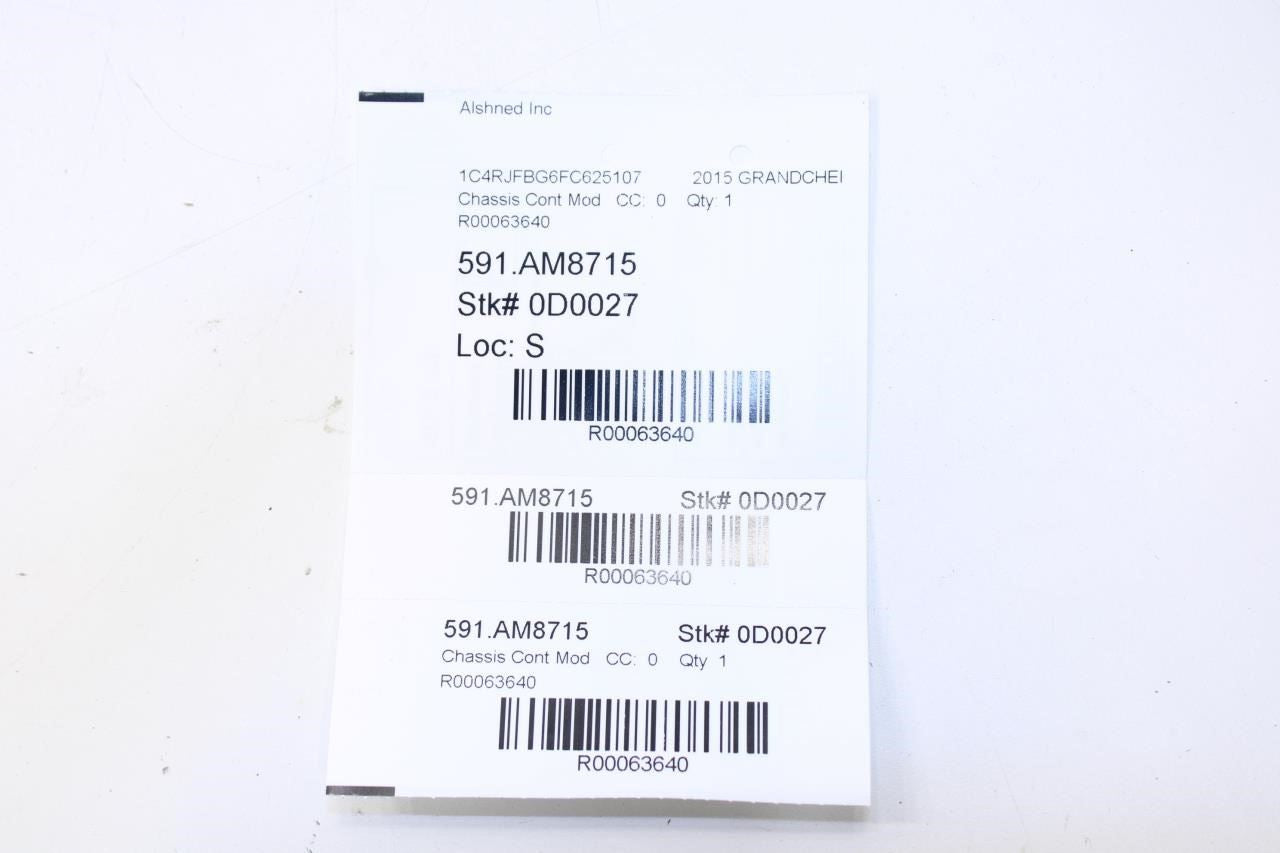 Alshned Inc
1C4RJFBG6FC625107 2015 GRANDCHEI
Chassis Cont Mod CC: 0 Qty: 1
R00063640
591.AM8715
Stk# 0D0027
Loc: S
R00063640
591.AM8715 Stk# 0D0027
R00063640
591.AM8715 Stk# 0D0027
Chassis Cont Mod CC: 0 Qty 1
R00063640
R00063640